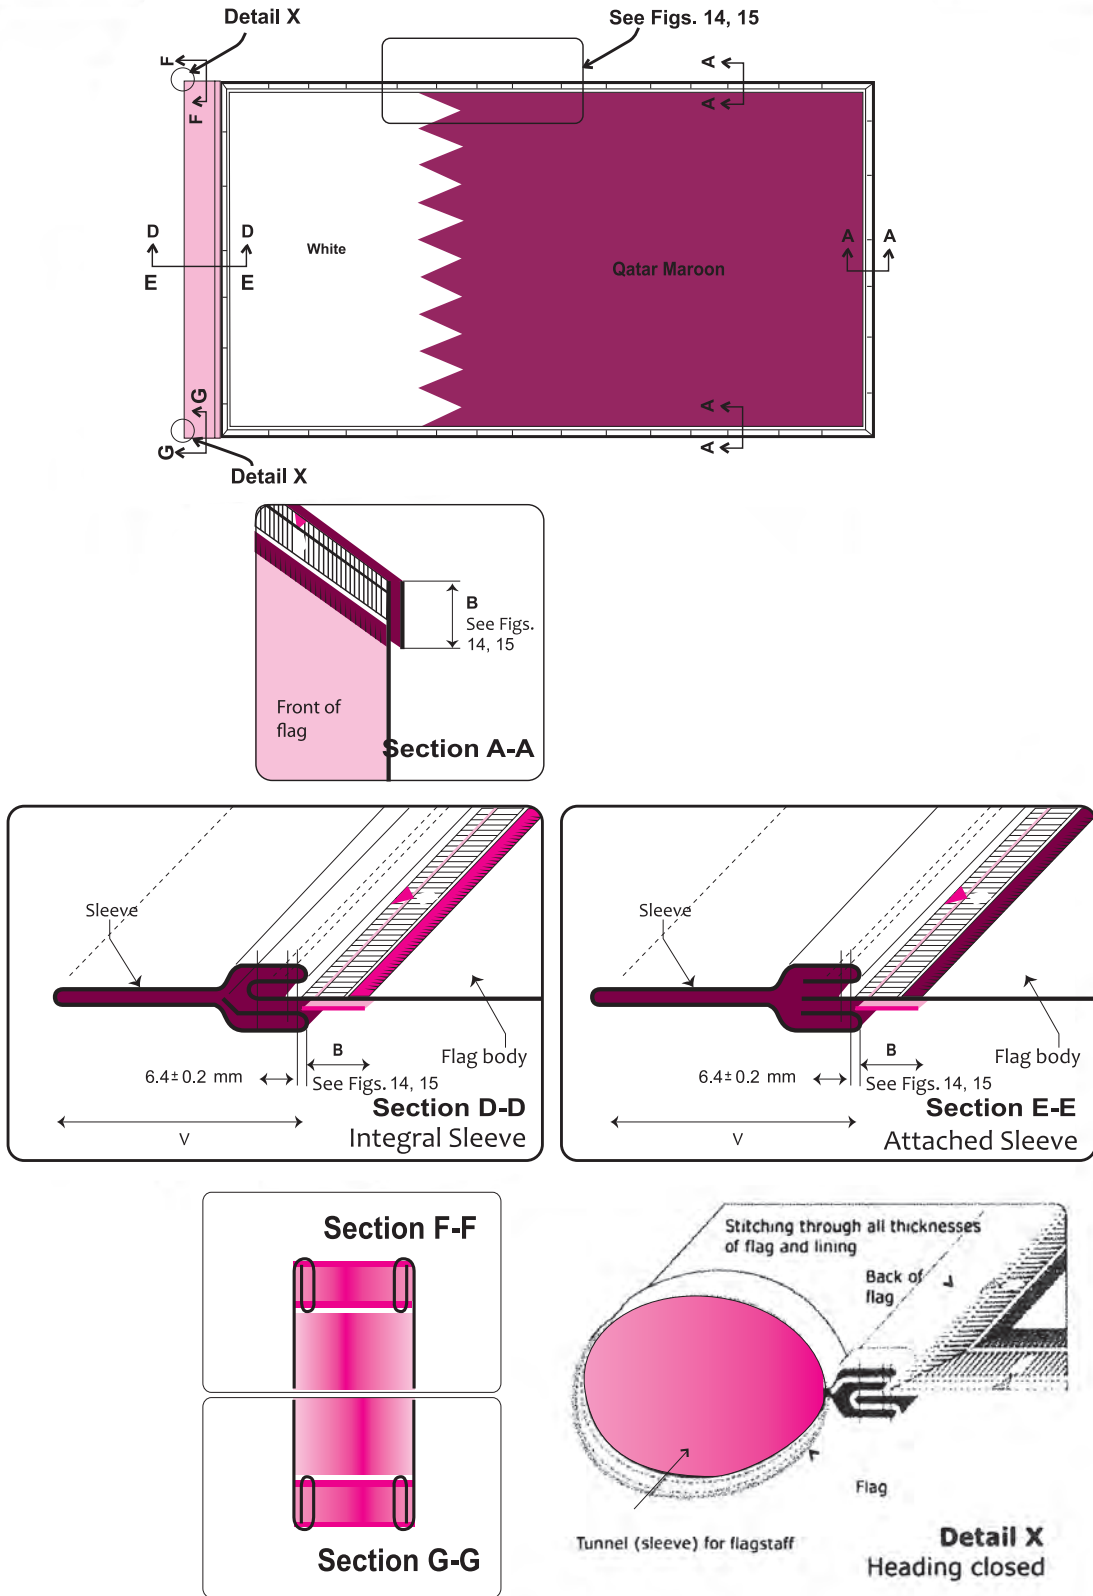 Detail X
See Figs. 14, 15
F
F
A
A
D
D
E
E
White
Qatar Maroon
A
A
G
G
A
A
Detail X
B
See Figs.
14, 15
Front of
flag
Section A-A
Sleeve
B
Flag body
6.4± 0.2 mm
See Figs. 14, 15
Section D-D
V
Integral Sleeve
Sleeve
B
Flag body
6.4± 0.2 mm
See Figs. 14, 15
Section E-E
V
Attached Sleeve
Section F-F
Section G-G
Stitching through all thicknesses
of flag and lining
Back of
flag
Flag
Tunnel (sleeve) for flagstaff
Detail X
Heading closed